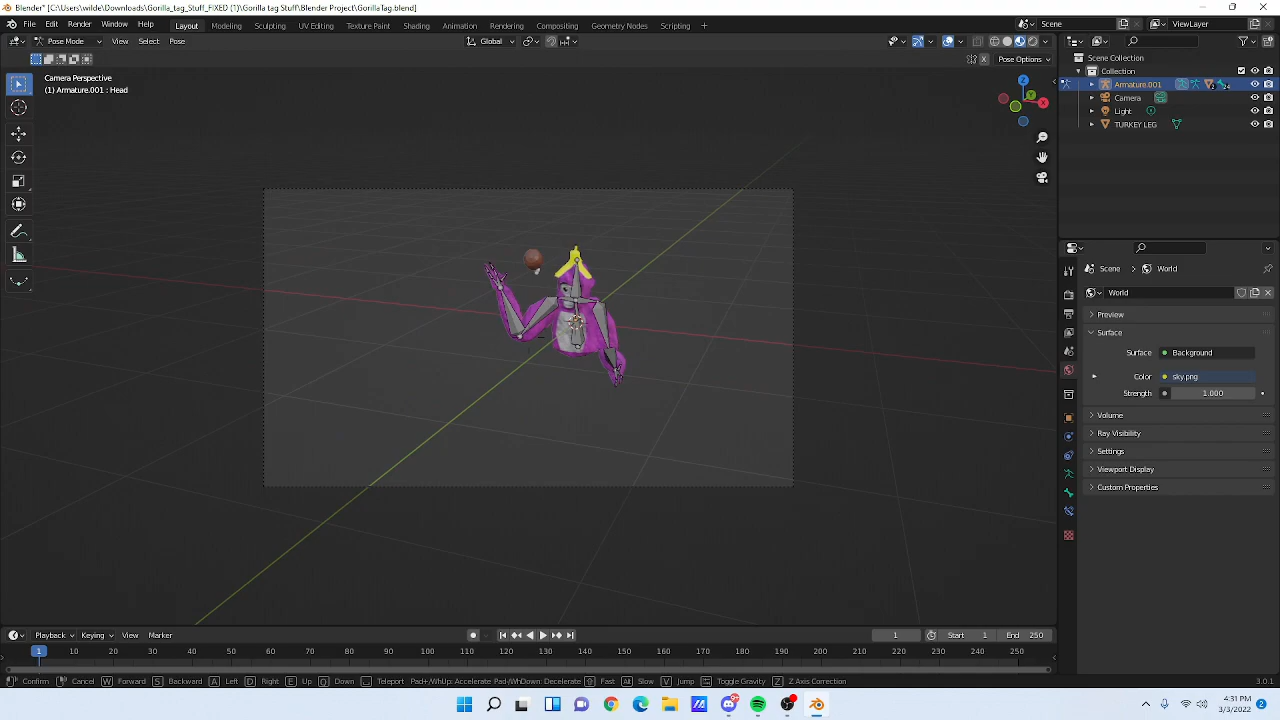 Blender* [C:\Users\wilde\Downloads\Gorilla_tag_Stuff_FIXED (1)\Gorilla tag Stuff\Blender Project\GorillaTag.blend]
File Edit Render Window Help Layout Modeling Sculpting UV Editing Texture Paint Shading Animation Rendering Compositing Geometry Nodes Scripting + Scene ViewLayer
Pose Mode View Select Pose Global
Pose Options
Camera Perspective
(1) Armature.001 : Head
Scene Collection
Collection
Armature.001
Camera
Light
TURKEY LEG
Scene World
World
Preview
Surface
Surface Background
Color sky.png
Strength 1.000
Volume
Ray Visibility
Settings
Viewport Display
Custom Properties
Playback Keying View Marker 1 Start 1 End 250
1 10 20 30 40 50 60 70 80 90 100 110 120 130 140 150 160 170 180 190 200 210 220 230 240 250
Confirm Cancel W Forward S Backward A Left D Right E Up Q Down Teleport Pad+/WhUp: Accelerate Pad-/WhDown: Decelerate Fast Alt Slow V Jump Toggle Gravity Z Z Axis Correction 3.0.1
4:31 PM
3/3/2022